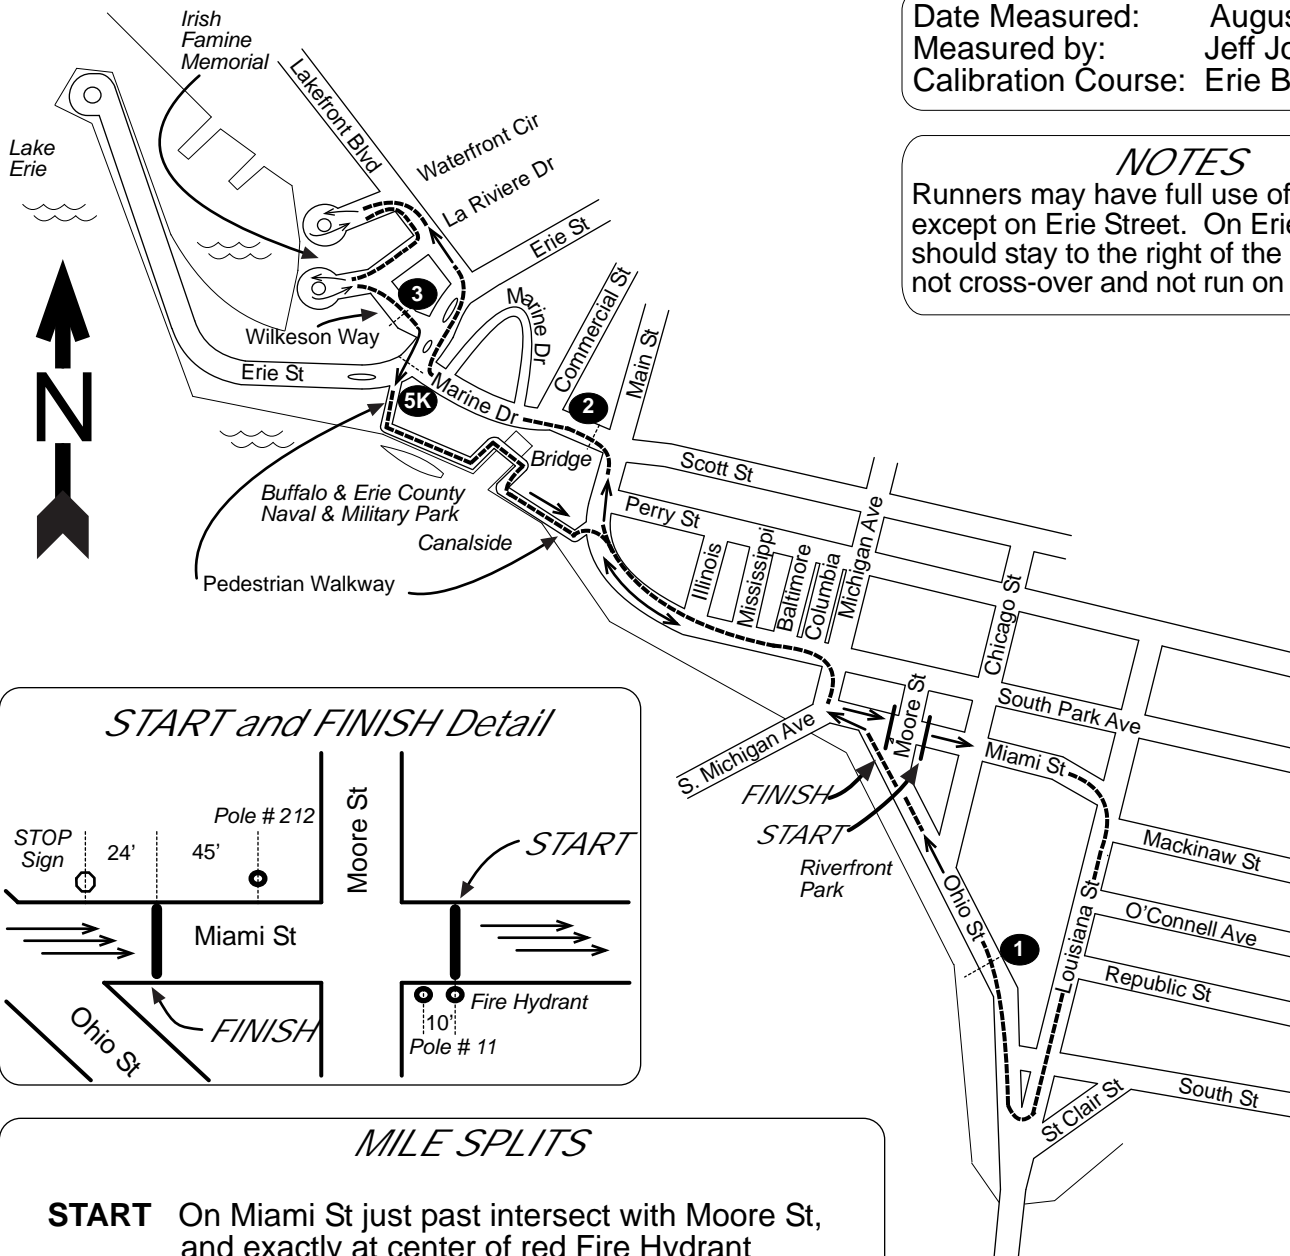 Date Measured:
Measured by: Jeff
Calibration Course: Erie
NOTES
Runners may have full use of
except on Erie Street. On
should stay to the right of the
not cross-over and not run on
Irish
Famine
Memorial
Lake
Erie
Lakefront Blvd
Waterfront Cir
La Riviere Dr
Erie St
3
Wilkeson Way
Marine Dr
Commercial St
Main St
Erie St
5K
Marine Dr
2
Bridge
Scott St
N
Buffalo & Erie County
Naval & Military Park
Canalside
Perry St
Pedestrian Walkway
Illinois
Mississippi
Baltimore
Columbia
Michigan Ave
Chicago St
Moore St
South Park Ave
S. Michigan Ave
Miami St
FINISH
START
Riverfront
Park
Mackinaw St
O'Connell Ave
Ohio St
1
Louisiana St
Republic St
South St
St Clair St
START and FINISH Detail
Moore St
Pole # 212
STOP
Sign
24'
45'
START
Miami St
Fire Hydrant
10'
Pole # 11
Ohio St
FINISH
MILE SPLITS
START On Miami St just past intersect with Moore St,
and exactly at center of red Fire Hydrant